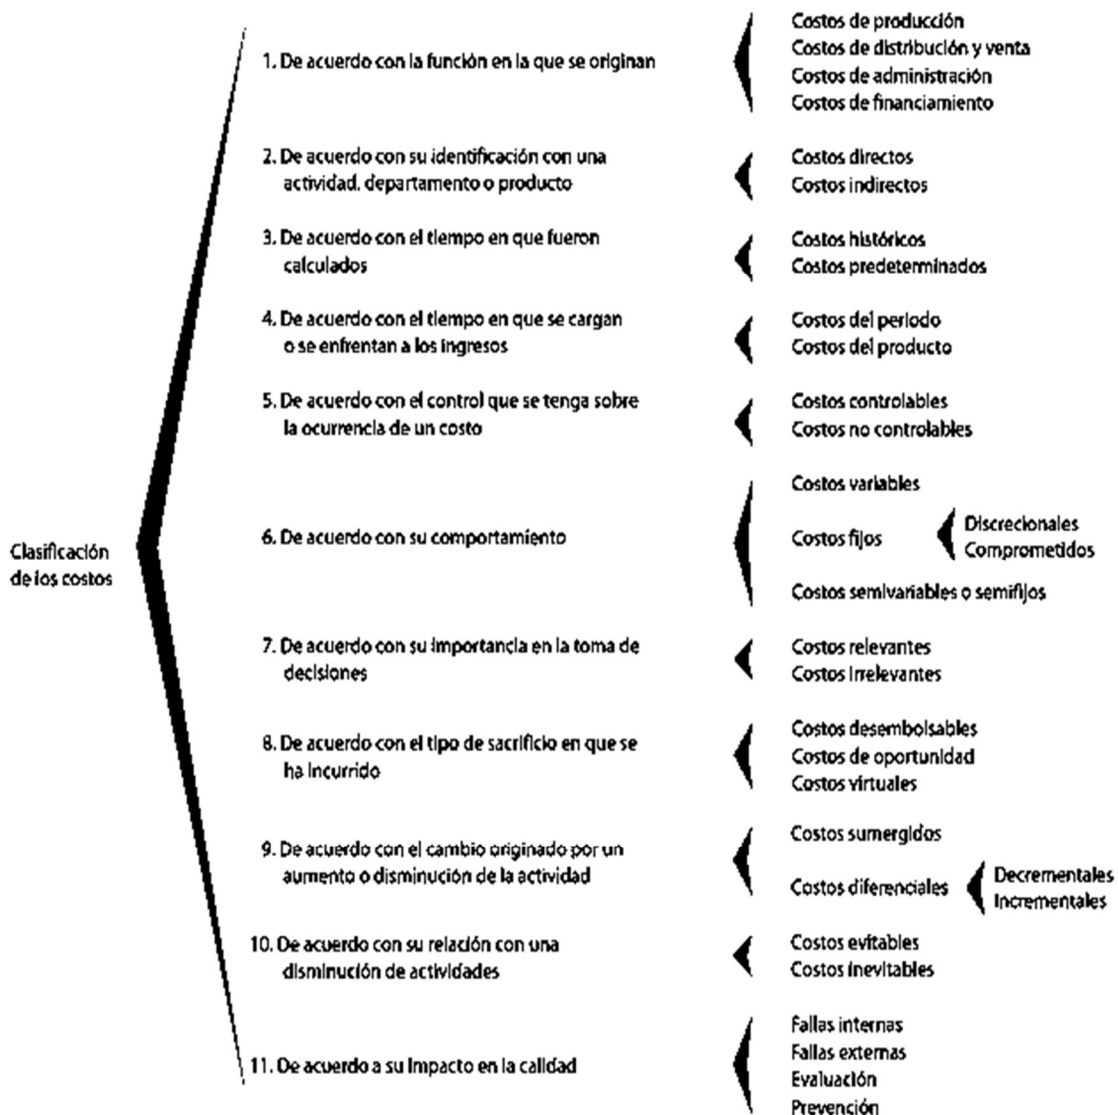 Clasificación
de los costos
1. De acuerdo con la función en la que se originan
Costos de producción
Costos de distribución y venta
Costos de administración
Costos de financiamiento
2. De acuerdo con su identificación con una
actividad, departamento o producto
Costos directos
Costos indirectos
3. De acuerdo con el tiempo en que fueron
calculados
Costos históricos
Costos predeterminados
4. De acuerdo con el tiempo en que se cargan
o se enfrentan a los ingresos
Costos del periodo
Costos del producto
5. De acuerdo con el control que se tenga sobre
la ocurrencia de un costo
Costos controlables
Costos no controlables
6. De acuerdo con su comportamiento
Costos variables
Costos fijos
Discrecionales
Comprometidos
Costos semivariables o semifijos
7. De acuerdo con su importancia en la toma de
decisiones
Costos relevantes
Costos irrelevantes
8. De acuerdo con el tipo de sacrificio en que se
ha incurrido
Costos desembolsables
Costos de oportunidad
Costos virtuales
9. De acuerdo con el cambio originado por un
aumento o disminución de la actividad
Costos sumergidos
Costos diferenciales
Decrementales
Incrementales
10. De acuerdo con su relación con una
disminución de actividades
Costos evitables
Costos inevitables
11. De acuerdo a su impacto en la calidad
Fallas internas
Fallas externas
Evaluación
Prevención